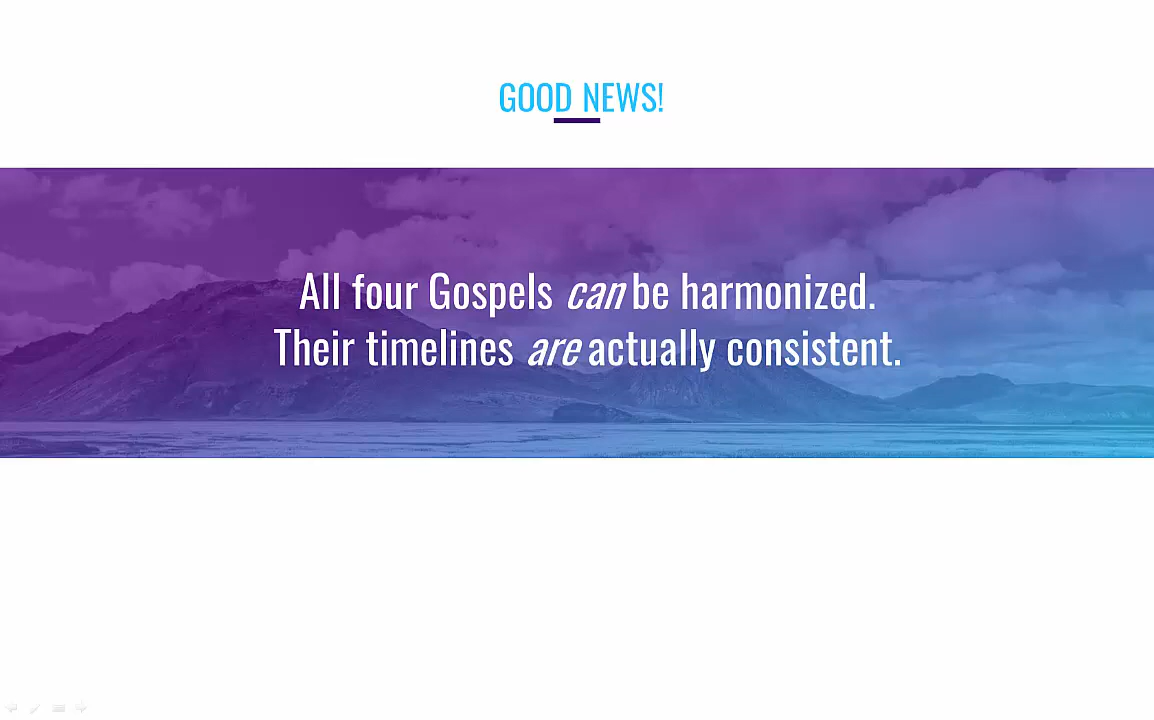 GOOD NEWS!
All four Gospels can be harmonized.
Their timelines are actually consistent.